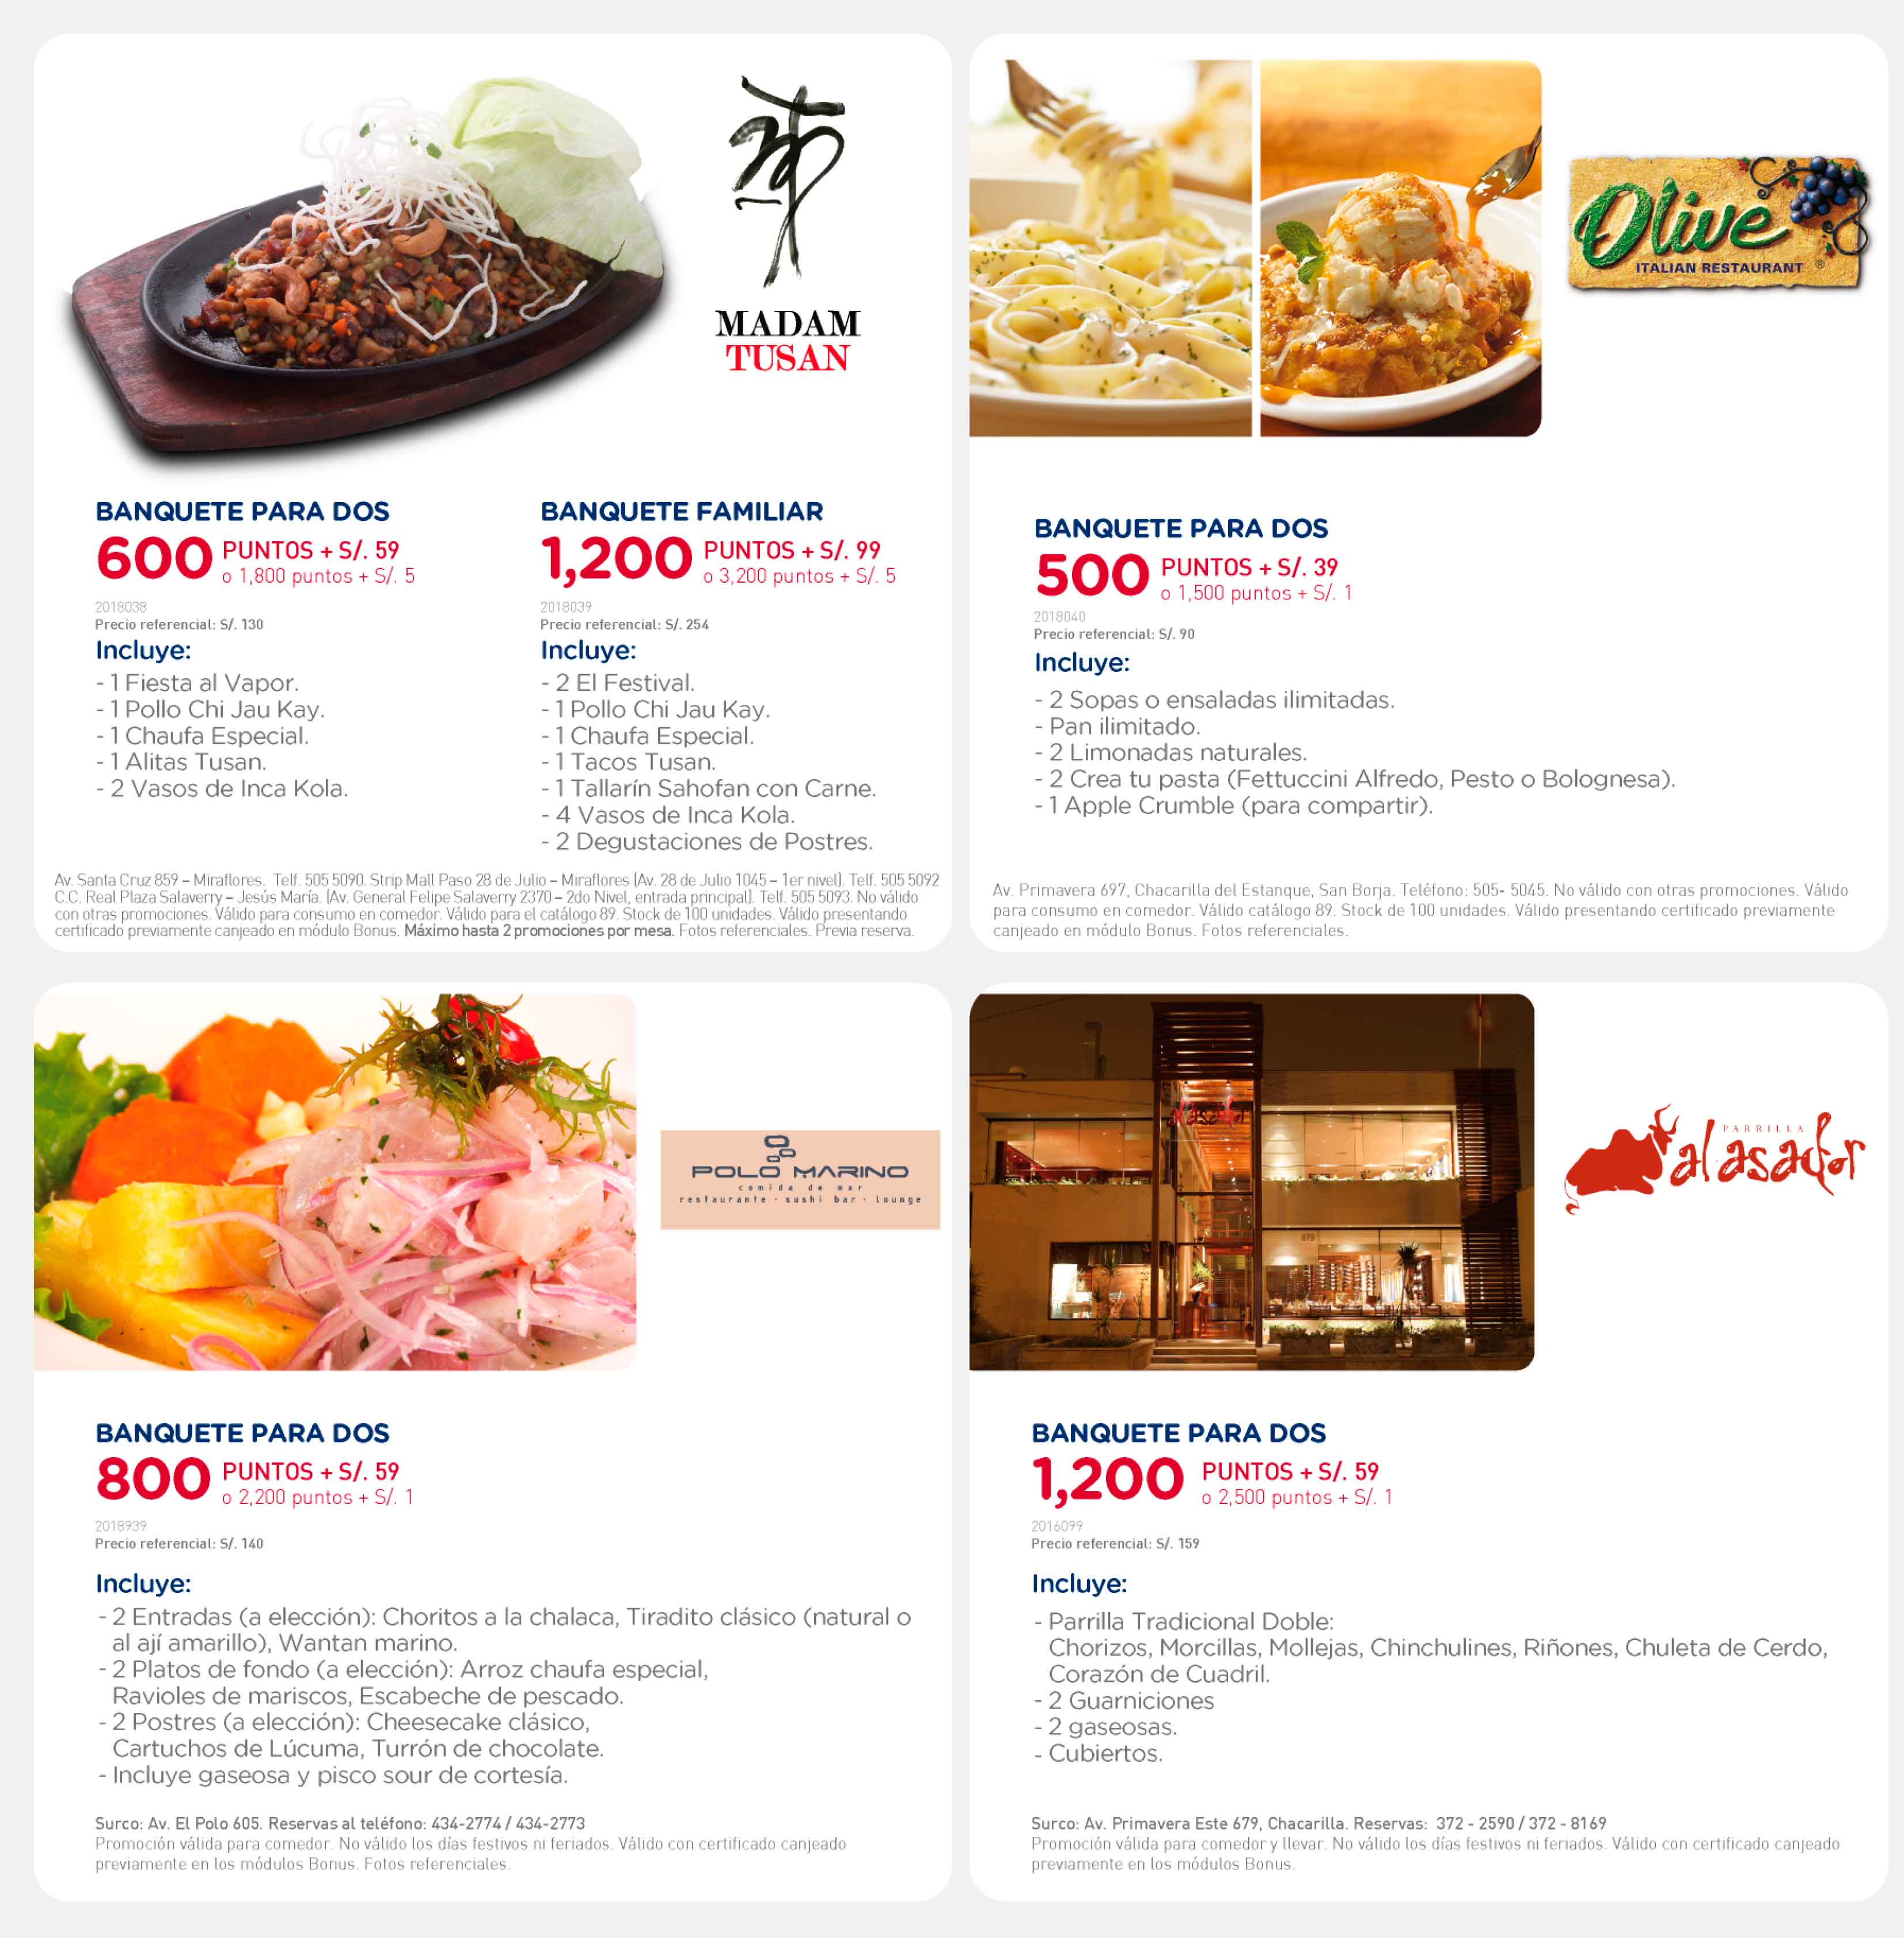 MADAM
TUSAN
BANQUETE PARA DOS
600 PUNTOS + S/. 59
o 1,800 puntos + S/. 5
2018038
Precio referencial: S/. 130
Incluye:
- 1 Fiesta al Vapor.
- 1 Pollo Chi Jau Kay.
- 1 Chaufa Especial.
- 1 Alitas Tusan.
- 2 Vasos de Inca Kola.
BANQUETE FAMILIAR
1,200 PUNTOS + S/. 99
o 3,200 puntos + S/. 5
2018039
Precio referencial: S/. 254
Incluye:
- 2 El Festival.
- 1 Pollo Chi Jau Kay.
- 1 Chaufa Especial.
- 1 Tacos Tusan.
- 1 Tallarín Sahofan con Carne.
- 4 Vasos de Inca Kola.
- 2 Degustaciones de Postres.
Av. Santa Cruz 859 – Miraflores. Telf. 505 5090. Strip Mall Paso 28 de Julio – Miraflores (Av. 28 de Julio 1045 – 1er nivel). Telf. 505 5092
C.C. Real Plaza Salaverry – Jesús María. (Av. General Felipe Salaverry 2370 – 2do Nivel, entrada principal). Telf. 505 5093. No válido
con otras promociones. Válido para consumo en comedor. Válido para el catálogo 89. Stock de 100 unidades. Válido presentando
certificado previamente canjeado en módulo Bonus. Máximo hasta 2 promociones por mesa. Fotos referenciales. Previa reserva.
Olive
ITALIAN RESTAURANT ®
BANQUETE PARA DOS
500 PUNTOS + S/. 39
o 1,500 puntos + S/. 1
2018040
Precio referencial: S/. 90
Incluye:
- 2 Sopas o ensaladas ilimitadas.
- Pan ilimitado.
- 2 Limonadas naturales.
- 2 Crea tu pasta (Fettuccini Alfredo, Pesto o Bolognesa).
- 1 Apple Crumble (para compartir).
Av. Primavera 697, Chacarilla del Estanque, San Borja. Teléfono: 505- 5045. No válido con otras promociones. Válido
para consumo en comedor. Válido catálogo 89. Stock de 100 unidades. Válido presentando certificado previamente
canjeado en módulo Bonus. Fotos referenciales.
POLO MARINO
comida de mar
restaurante · sushi bar · lounge
BANQUETE PARA DOS
800 PUNTOS + S/. 59
o 2,200 puntos + S/. 1
2018939
Precio referencial: S/. 140
Incluye:
- 2 Entradas (a elección): Choritos a la chalaca, Tiradito clásico (natural o
al ají amarillo), Wantan marino.
- 2 Platos de fondo (a elección): Arroz chaufa especial,
Ravioles de mariscos, Escabeche de pescado.
- 2 Postres (a elección): Cheesecake clásico,
Cartuchos de Lúcuma, Turrón de chocolate.
- Incluye gaseosa y pisco sour de cortesía.
Surco: Av. El Polo 605. Reservas al teléfono: 434-2774 / 434-2773
Promoción válida para comedor. No válido los días festivos ni feriados. Válido con certificado canjeado
previamente en los módulos Bonus. Fotos referenciales.
al asador
679
PARRILLA
al asador
BANQUETE PARA DOS
1,200 PUNTOS + S/. 59
o 2,500 puntos + S/. 1
2016099
Precio referencial: S/. 159
Incluye:
- Parrilla Tradicional Doble:
Chorizos, Morcillas, Mollejas, Chinchulines, Riñones, Chuleta de Cerdo,
Corazón de Cuadril.
- 2 Guarniciones
- 2 gaseosas.
- Cubiertos.
Surco: Av. Primavera Este 679, Chacarilla. Reservas: 372 - 2590 / 372 - 8169
Promoción válida para comedor y llevar. No válido los días festivos ni feriados. Válido con certificado canjeado
previamente en los módulos Bonus.